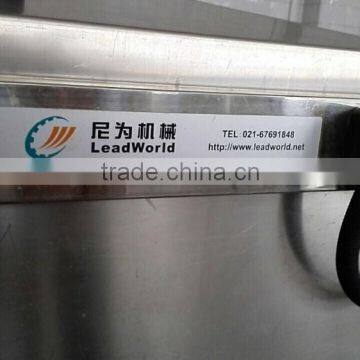 尼为机械
LeadWorld
TEL 021-67691848
http://www.leadworld.net
trade.china.cn